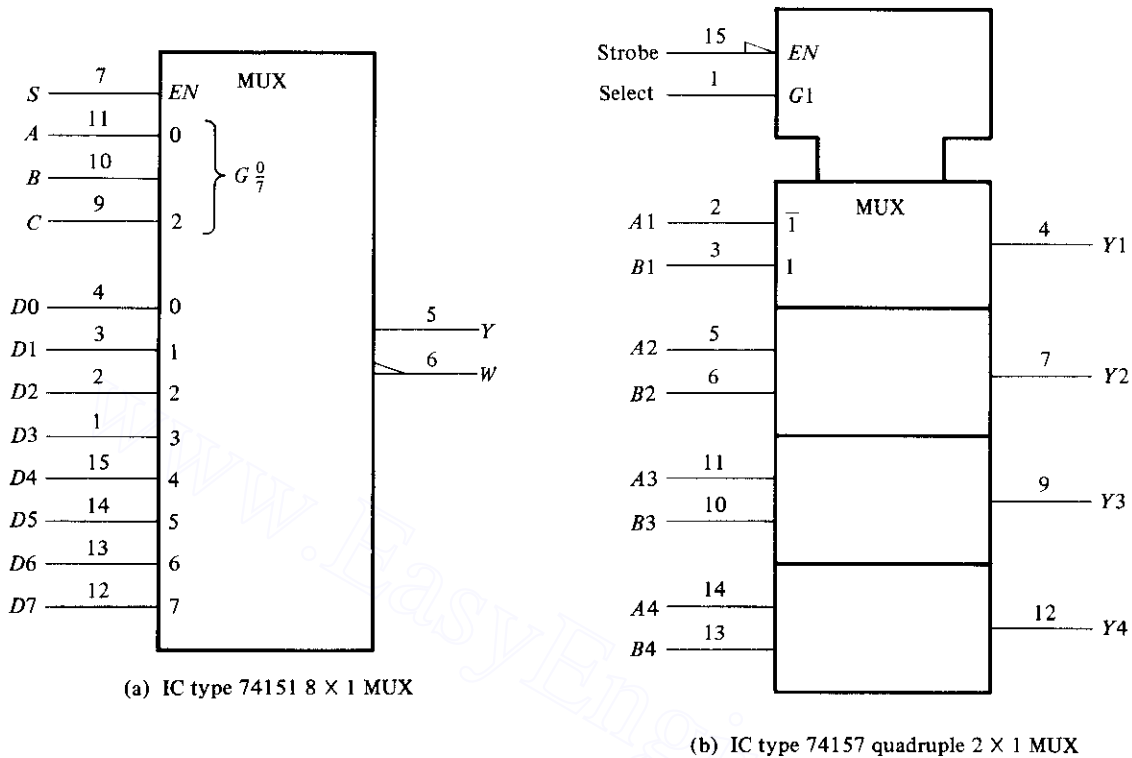 MUX
7
S
EN
11
A
0
10
B
G 0/7
9
C
2
4
D0
0
3
D1
1
2
D2
2
1
D3
3
15
D4
4
14
D5
5
13
D6
6
12
D7
7
5
Y
6
W
(a) IC type 74151 8 × 1 MUX
15
Strobe
EN
1
Select
G1
MUX
2
A1
1̅
3
B1
1
4
Y1
5
A2
6
B2
7
Y2
11
A3
10
B3
9
Y3
14
A4
13
B4
12
Y4
(b) IC type 74157 quadruple 2 × 1 MUX
www.EasyEngi